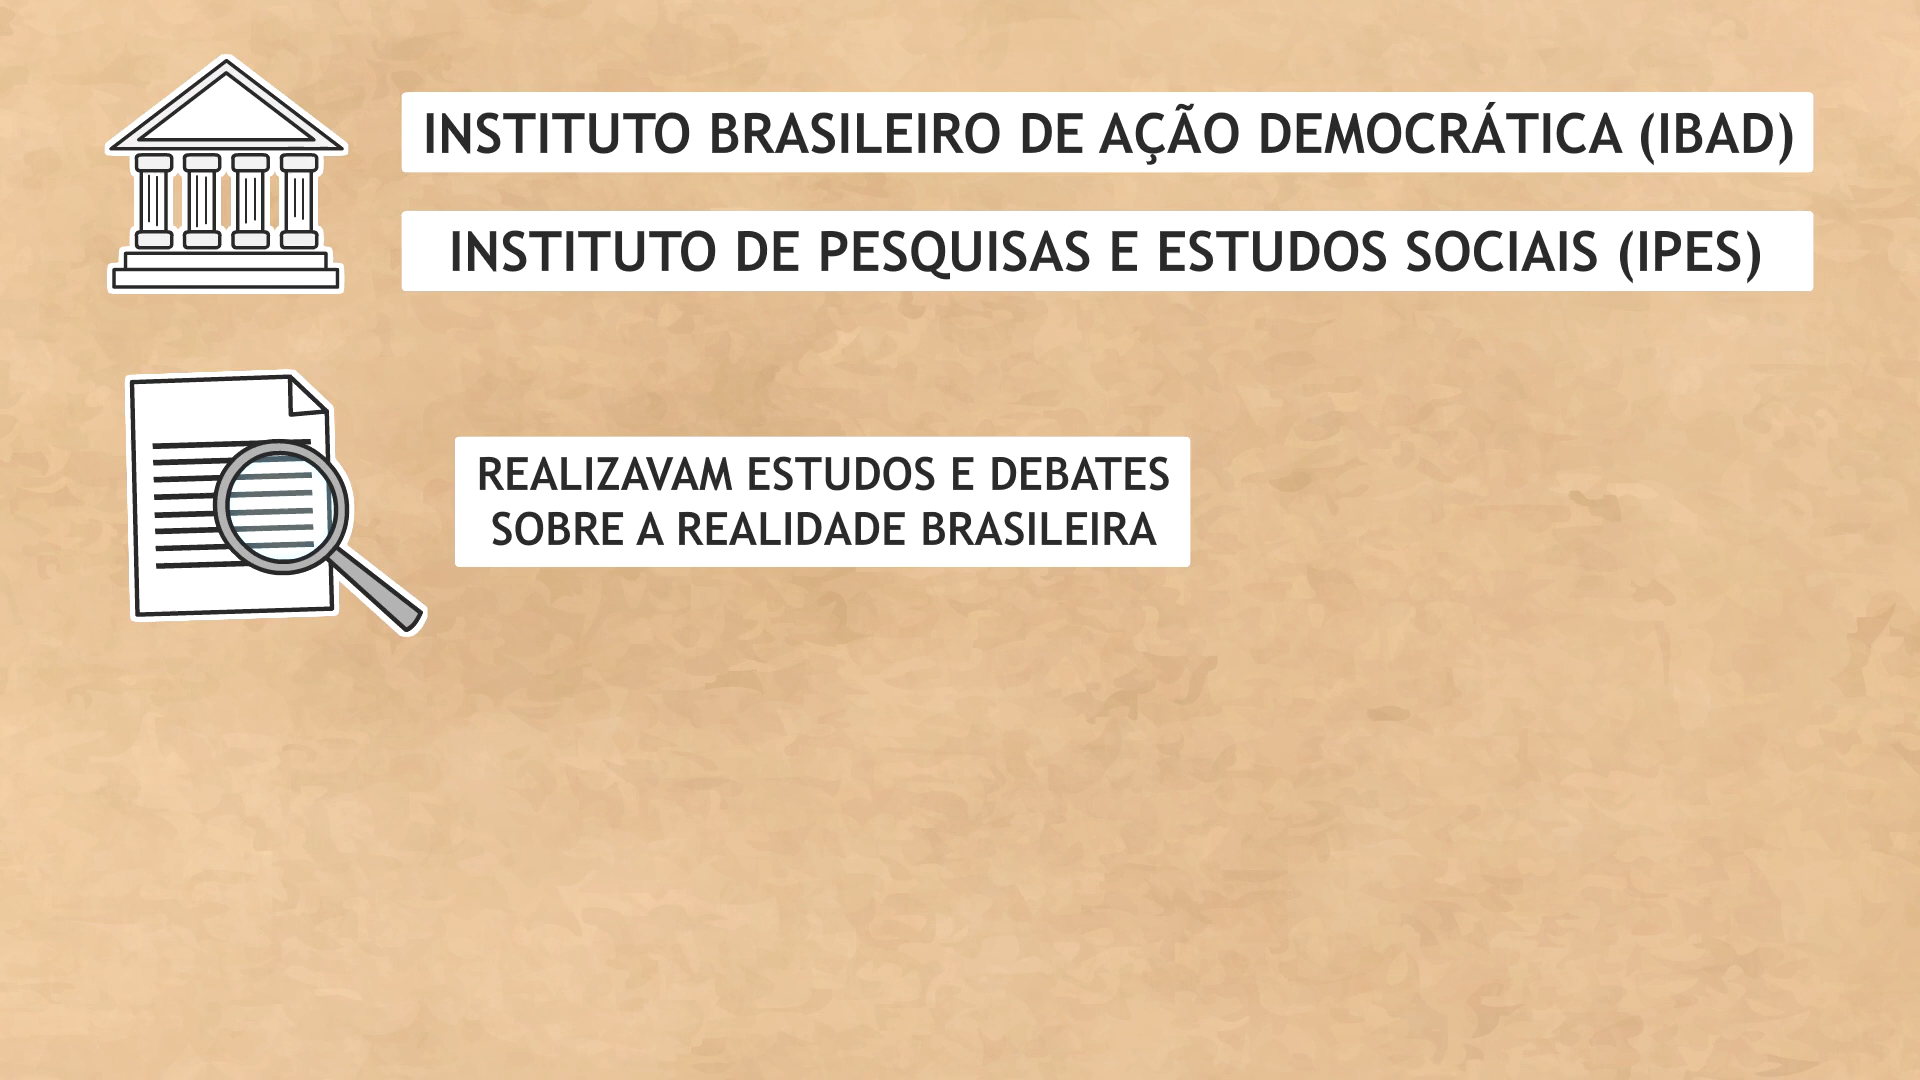 INSTITUTO BRASILEIRO DE AÇÃO DEMOCRÁTICA (IBAD)
INSTITUTO DE PESQUISAS E ESTUDOS SOCIAIS (IPES)
REALIZAVAM ESTUDOS E DEBATES
SOBRE A REALIDADE BRASILEIRA